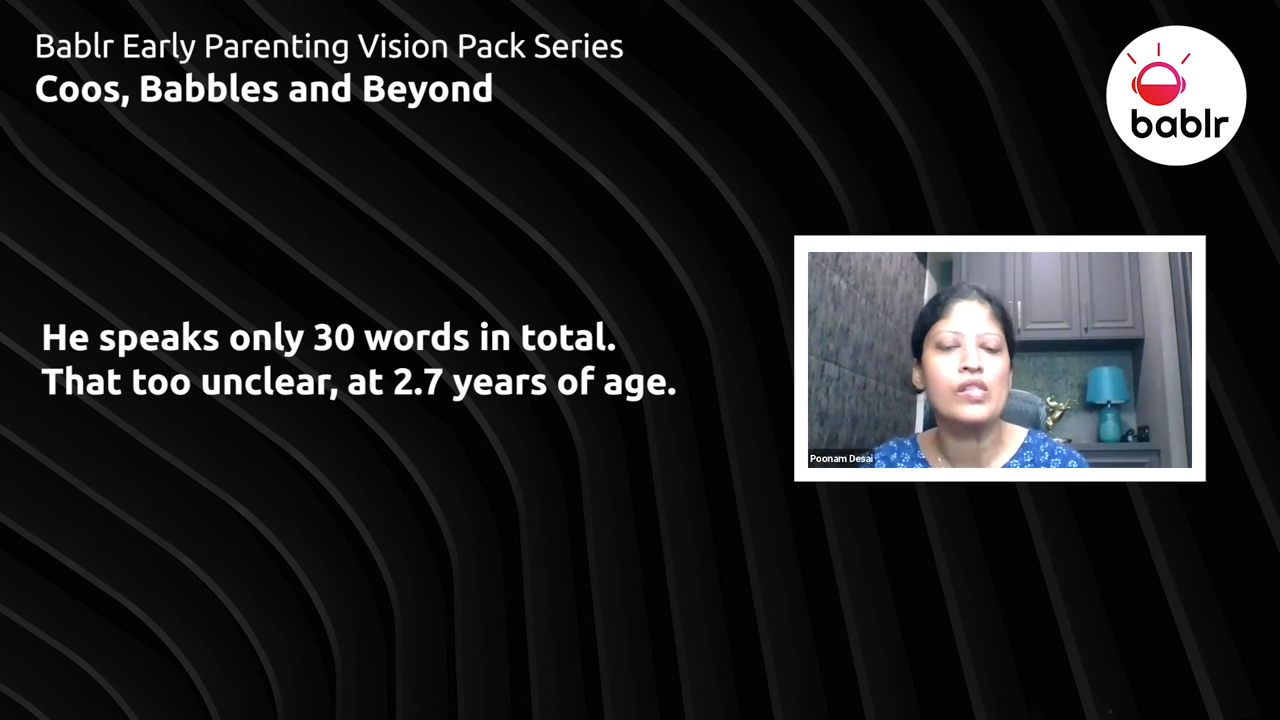 Bablr Early Parenting Vision Pack Series
Coos, Babbles and Beyond
bablr
He speaks only 30 words in total.
That too unclear, at 2.7 years of age.
Poonam Desai